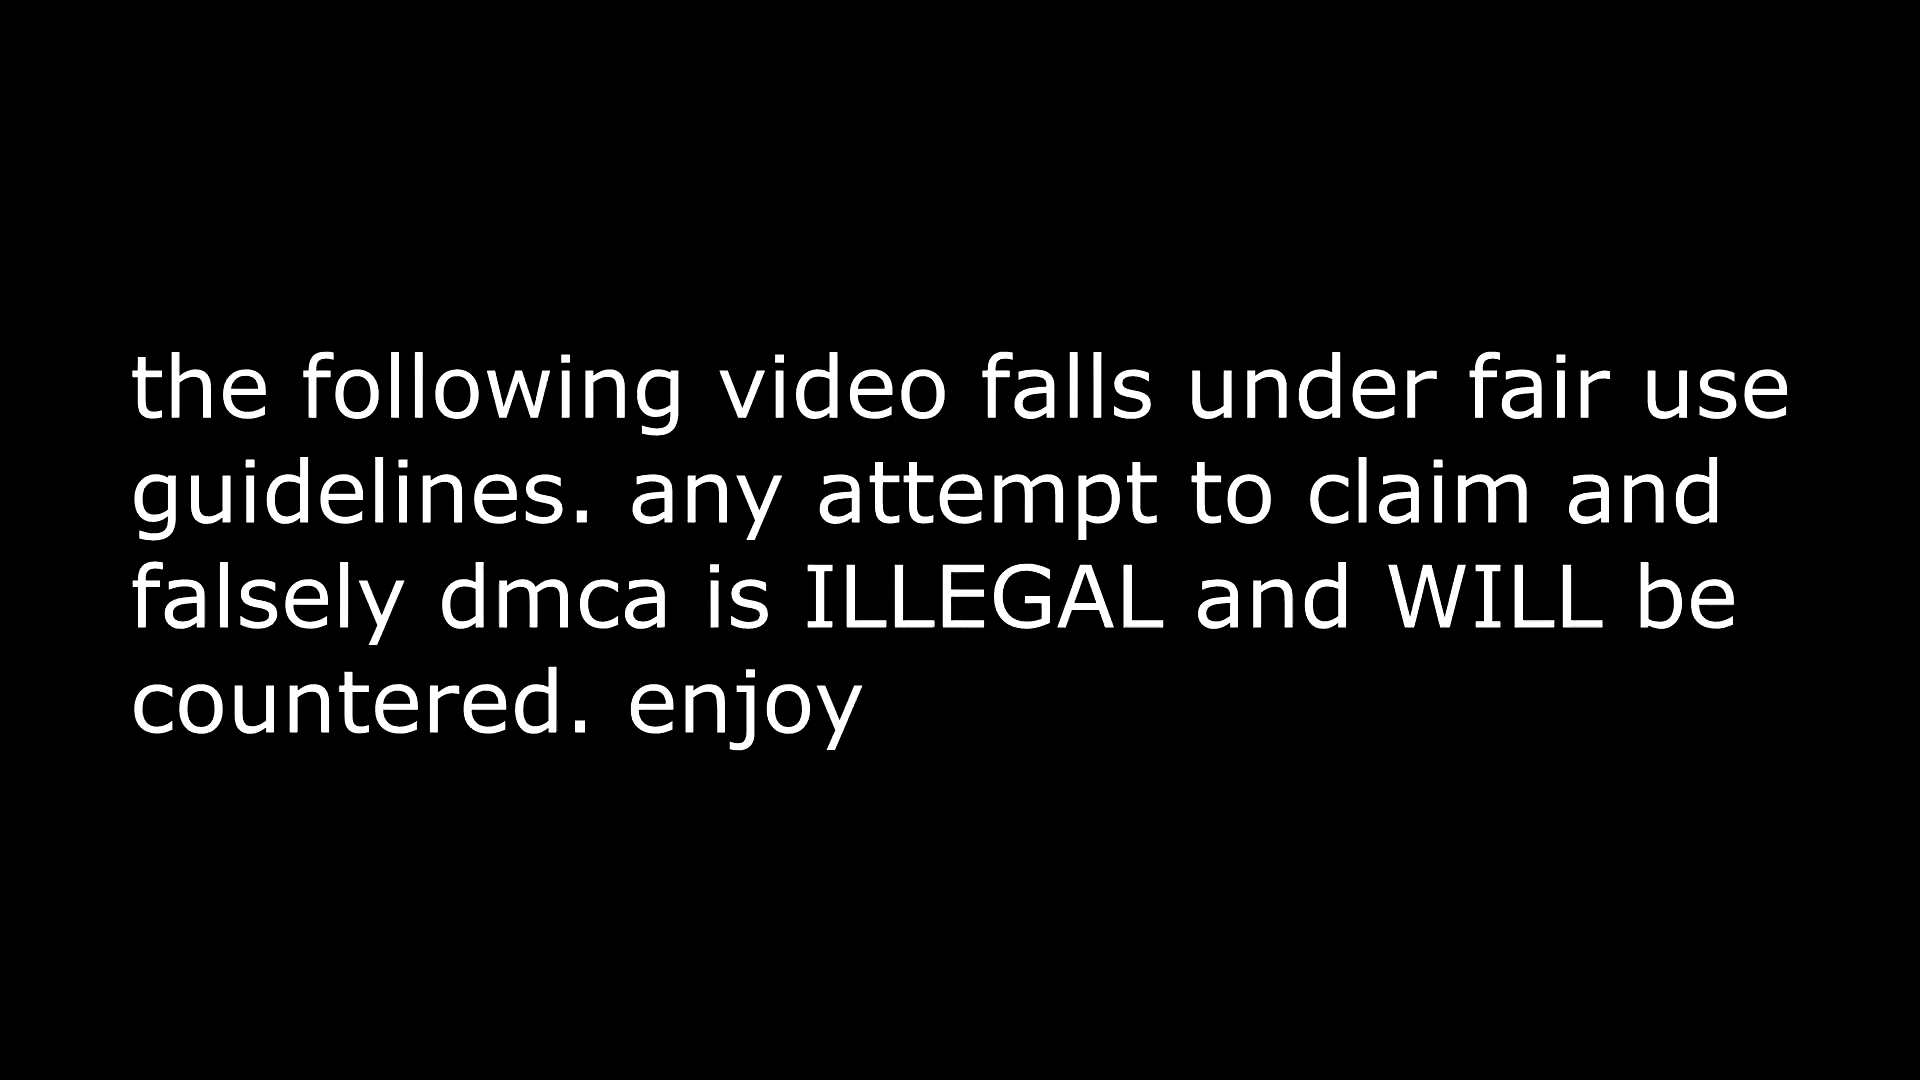 the following video falls under fair use
guidelines. any attempt to claim and
falsely dmca is ILLEGAL and WILL be
countered. enjoy